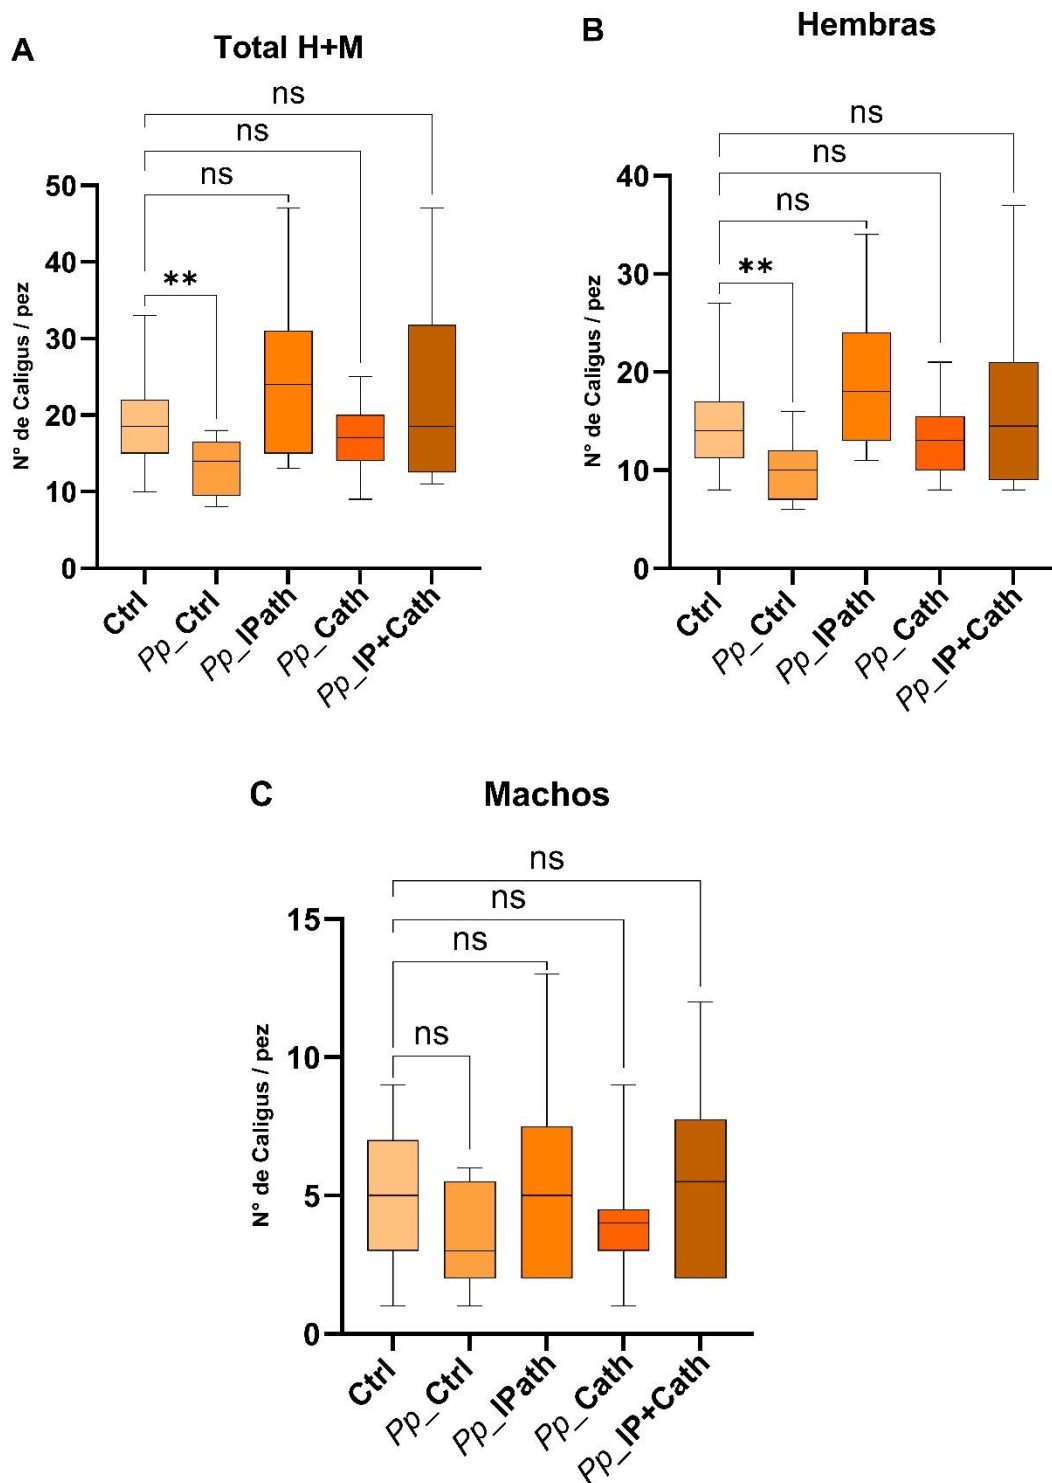 A
Total H+M
ns
ns
ns
**
N° de Caligus / pez
50
40
30
20
10
0
Ctrl
Pp_Ctrl
Pp_IPath
Pp_Cath
Pp_IP+Cath
B
Hembras
ns
ns
ns
**
N° de Caligus / pez
40
30
20
10
0
Ctrl
Pp_Ctrl
Pp_IPath
Pp_Cath
Pp_IP+Cath
C
Machos
ns
ns
ns
ns
N° de Caligus / pez
15
10
5
0
Ctrl
Pp_Ctrl
Pp_IPath
Pp_Cath
Pp_IP+Cath